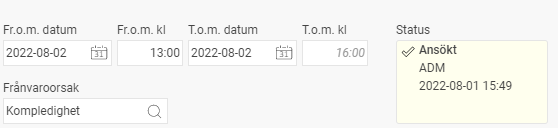 Fr.o.m. datum Fr.o.m. kl T.o.m. datum T.o.m. kl Status
2022-08-02 13:00 2022-08-02 16:00 Ansökt
ADM
2022-08-01 15:49
Frånvaroorsak
Kompledighet